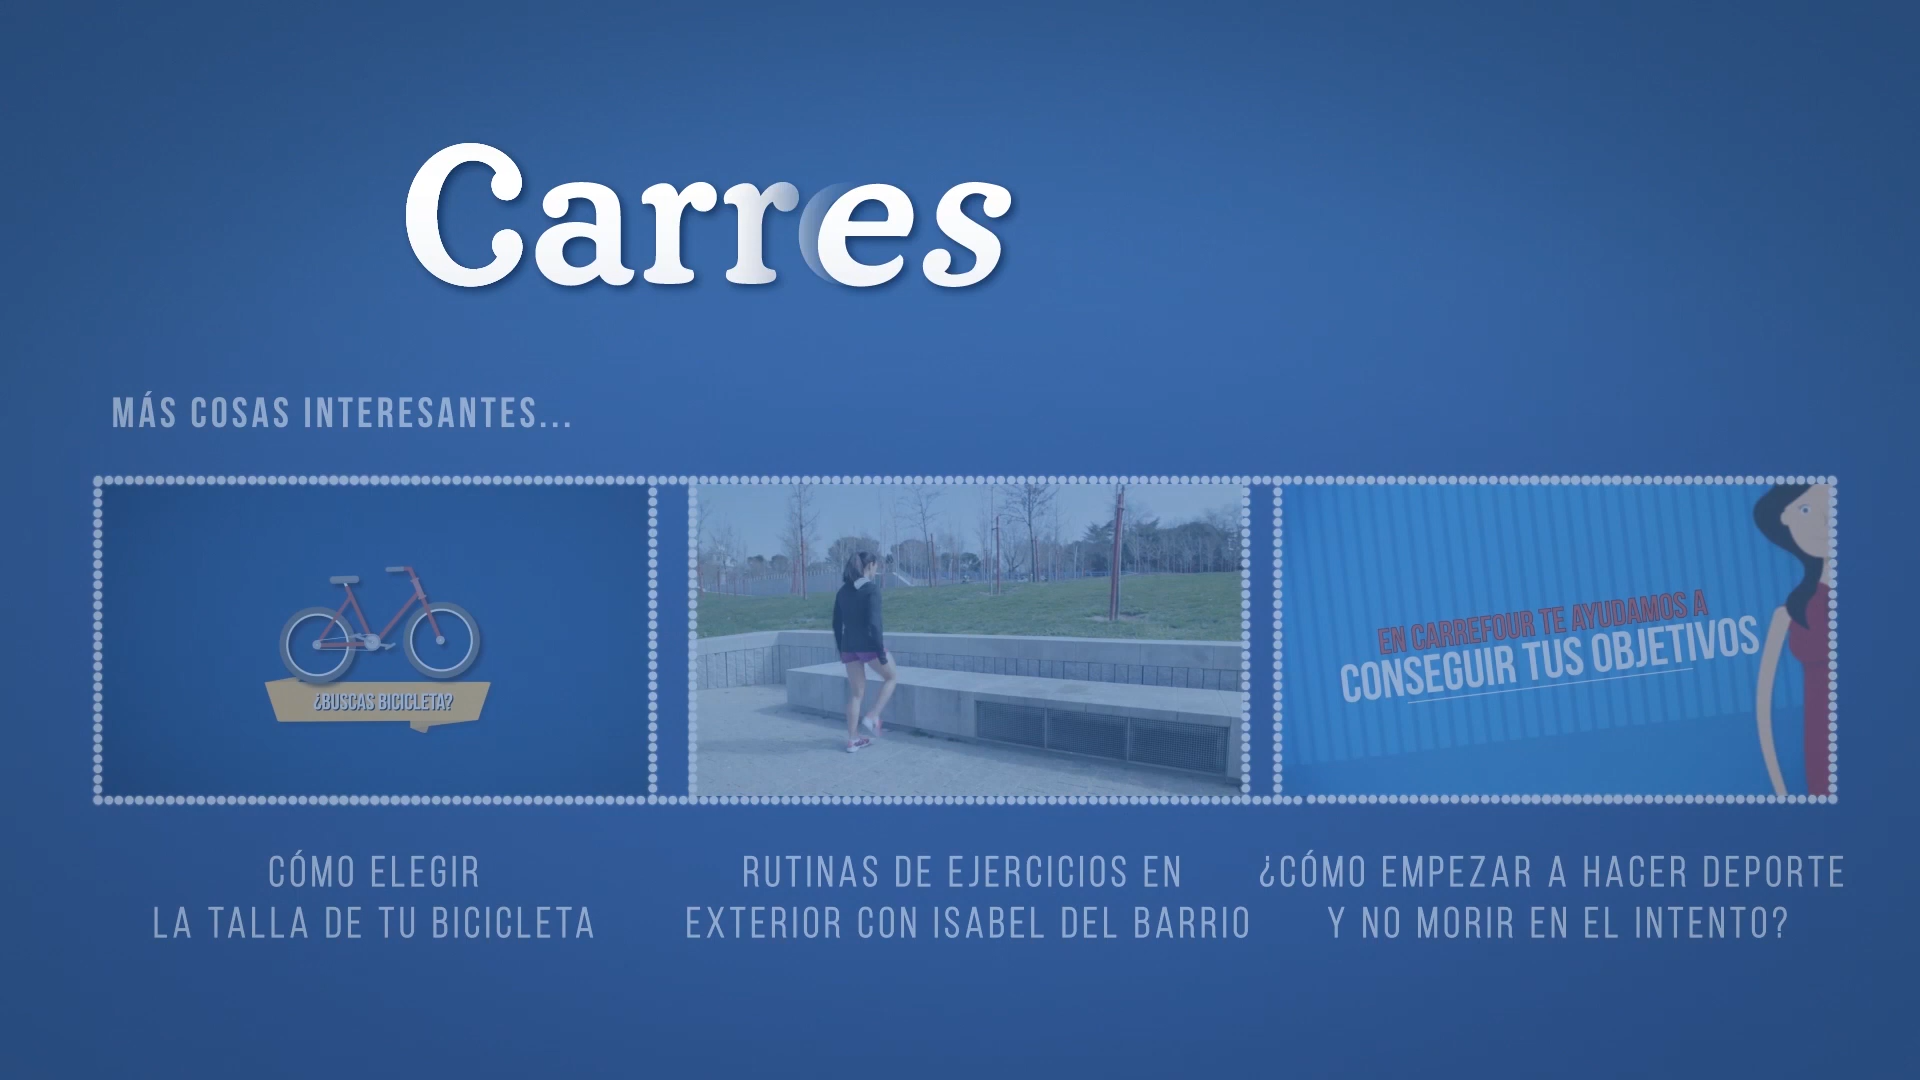 Carres
MÁS COSAS INTERESANTES...
¿BUSCAS BICICLETA?
EN CARREFOUR TE AYUDAMOS A
CONSEGUIR TUS OBJETIVOS
CÓMO ELEGIR
LA TALLA DE TU BICICLETA
RUTINAS DE EJERCICIOS EN
EXTERIOR CON ISABEL DEL BARRIO
¿CÓMO EMPEZAR A HACER DEPORTE
Y NO MORIR EN EL INTENTO?